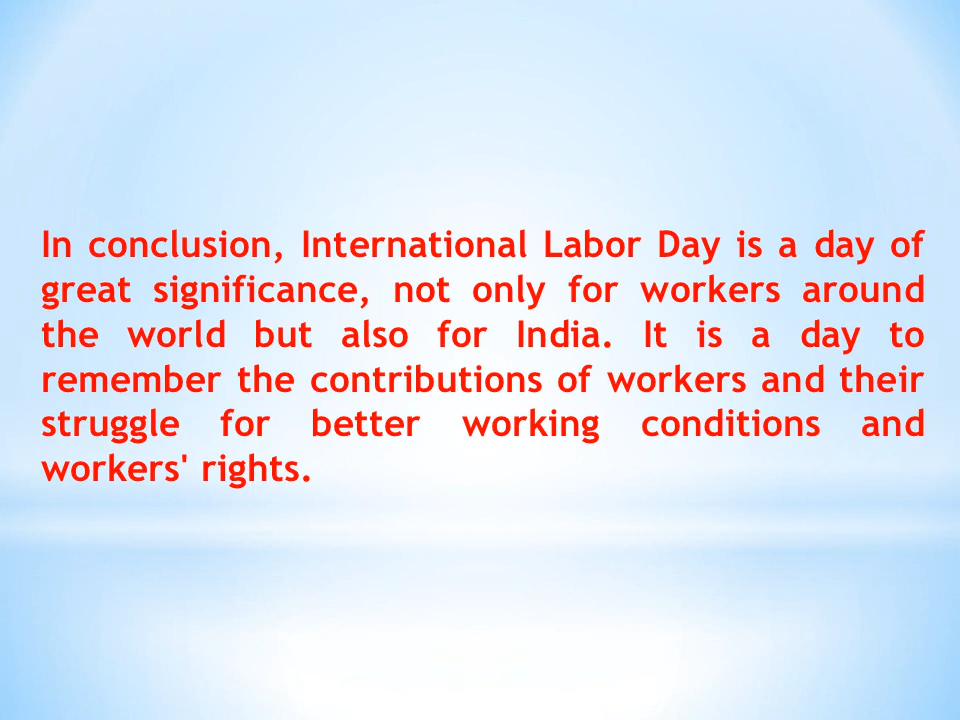 In conclusion, International Labor Day is a day of
great significance, not only for workers around
the world but also for India. It is a day to
remember the contributions of workers and their
struggle for better working conditions and
workers' rights.